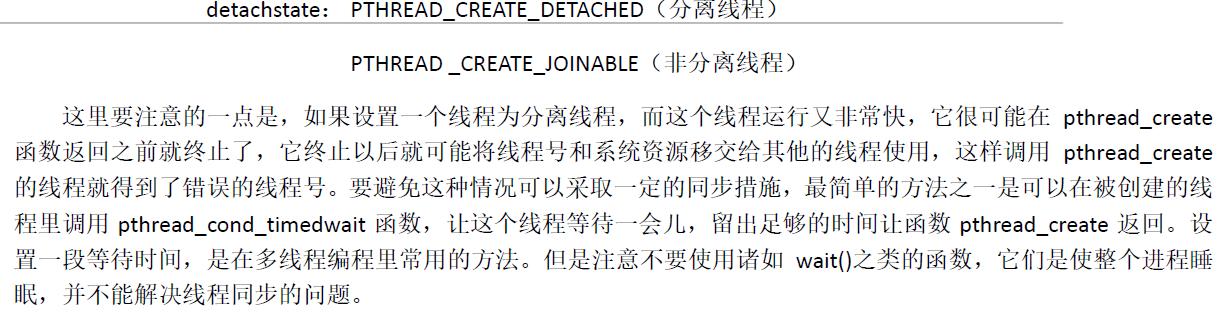 detachstate： PTHREAD_CREATE_DETACHED（分离线程）
PTHREAD _CREATE_JOINABLE（非分离线程）
这里要注意的一点是，如果设置一个线程为分离线程，而这个线程运行又非常快，它很可能在 pthread_create
函数返回之前就终止了，它终止以后就可能将线程号和系统资源移交给其他的线程使用，这样调用 pthread_create
的线程就得到了错误的线程号。要避免这种情况可以采取一定的同步措施，最简单的方法之一是可以在被创建的线
程里调用 pthread_cond_timedwait 函数，让这个线程等待一会儿，留出足够的时间让函数 pthread_create 返回。设
置一段等待时间，是在多线程编程里常用的方法。但是注意不要使用诸如 wait()之类的函数，它们是使整个进程睡
眠，并不能解决线程同步的问题。